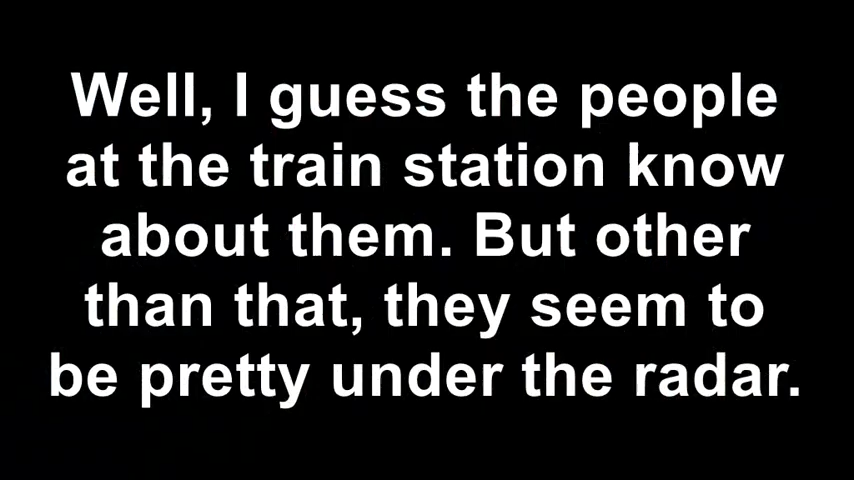 Well, I guess the people
at the train station know
about them. But other
than that, they seem to
be pretty under the radar.